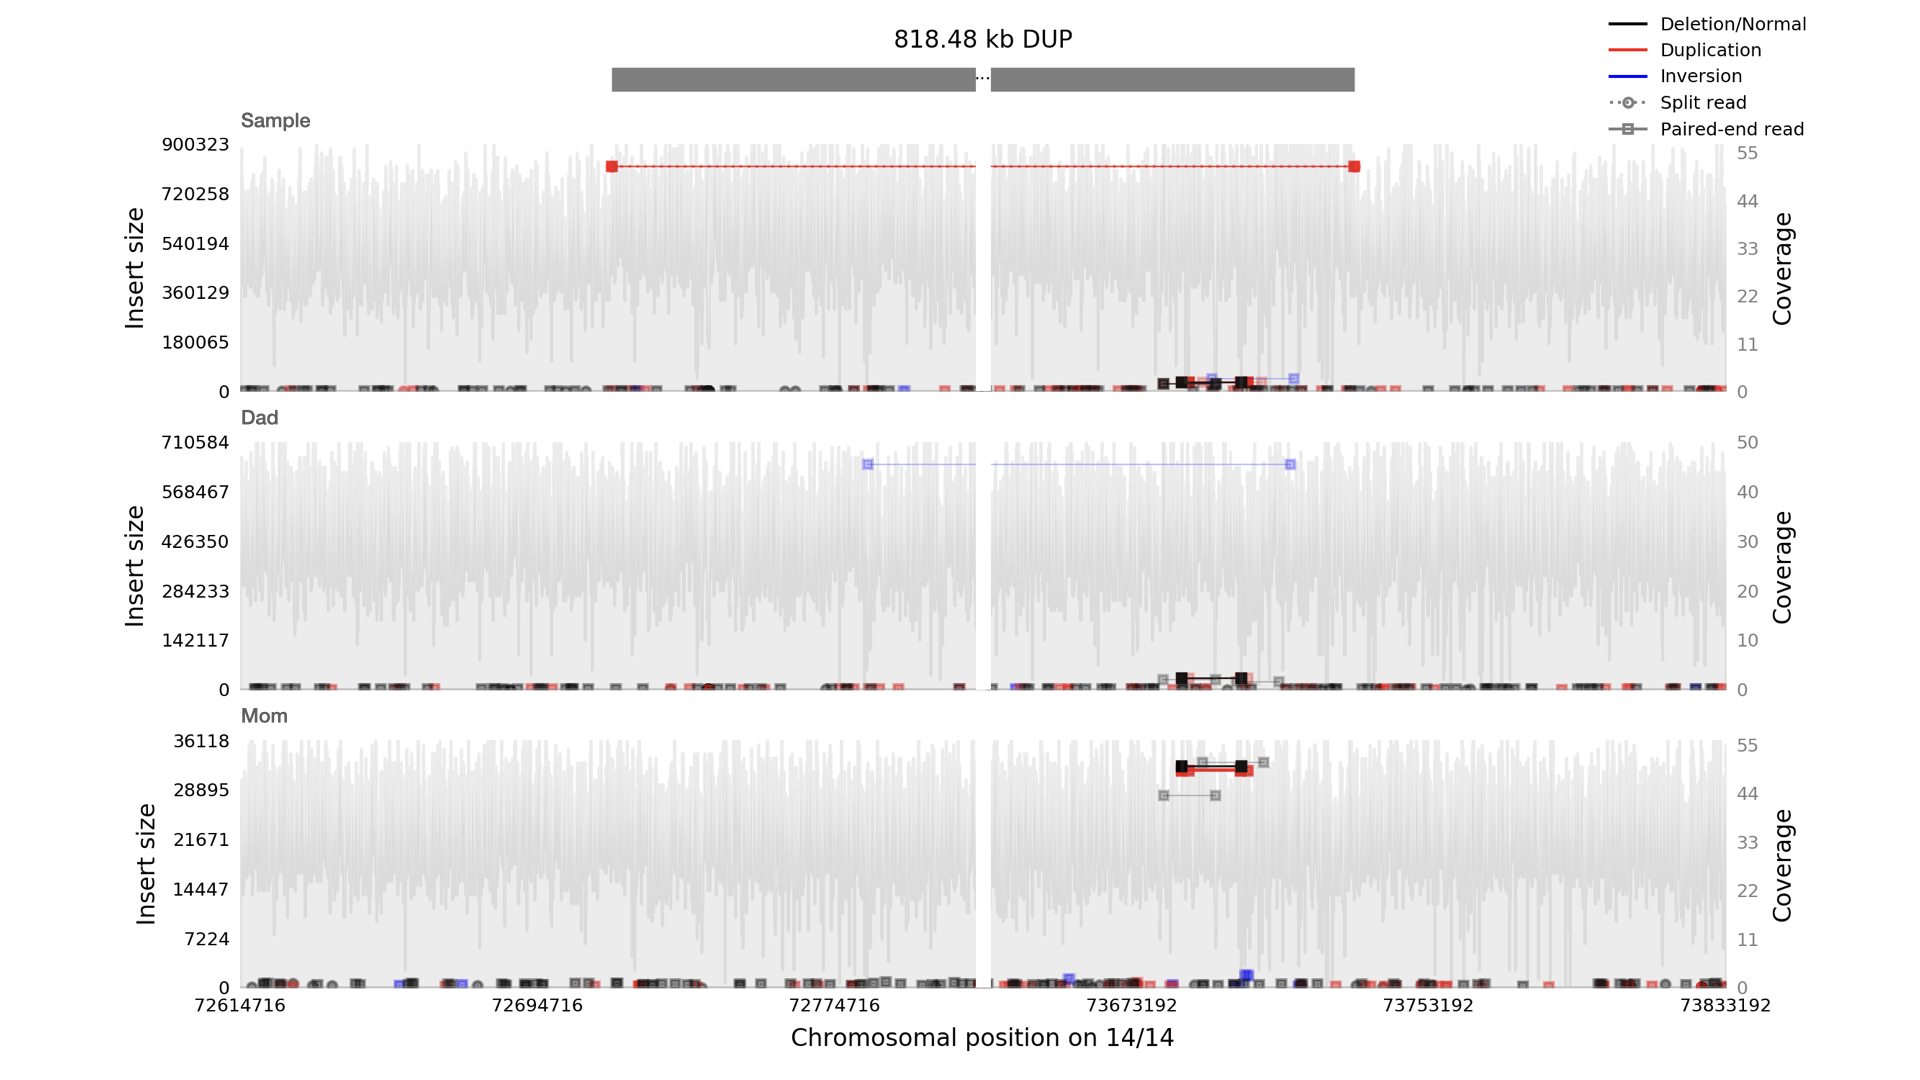 818.48 kb DUP
...
Deletion/Normal
Duplication
Inversion
Split read
Paired-end read
Sample
900323
720258
540194
360129
180065
0
Insert size
55
44
33
22
11
0
Coverage
Dad
710584
568467
426350
284233
142117
0
Insert size
50
40
30
20
10
0
Coverage
Mom
36118
28895
21671
14447
7224
0
Insert size
55
44
33
22
11
0
Coverage
72614716 72694716 72774716 73673192 73753192 73833192
Chromosomal position on 14/14